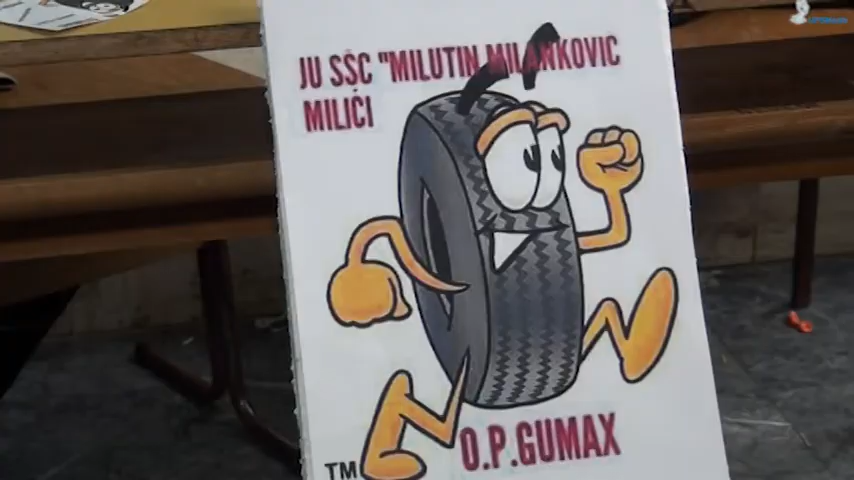 JU SŠC "MILUTIN MILANKOVIC
MILIĆI
O.P.GUMAX
TM